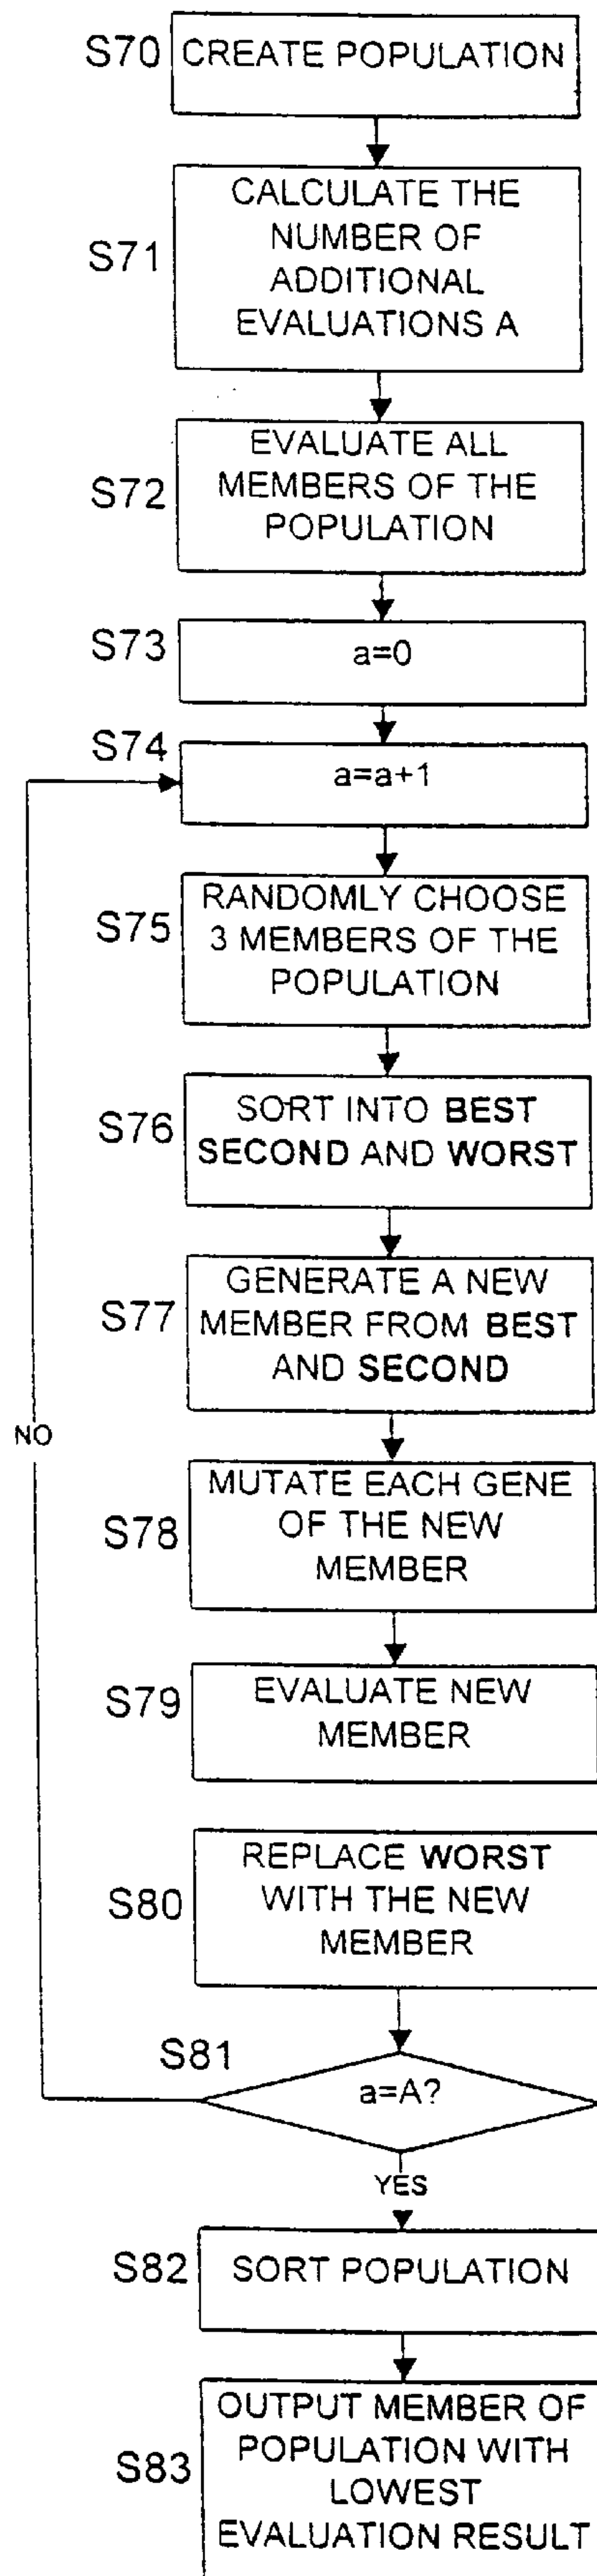 S70
CREATE POPULATION
S71
CALCULATE THE
NUMBER OF
ADDITIONAL
EVALUATIONS A
S72
EVALUATE ALL
MEMBERS OF THE
POPULATION
S73
a=0
S74
a=a+1
S75
RANDOMLY CHOOSE
3 MEMBERS OF THE
POPULATION
S76
SORT INTO BEST
SECOND AND WORST
S77
GENERATE A NEW
MEMBER FROM BEST
AND SECOND
NO
S78
MUTATE EACH GENE
OF THE NEW
MEMBER
S79
EVALUATE NEW
MEMBER
S80
REPLACE WORST
WITH THE NEW
MEMBER
S81
a=A?
YES
S82
SORT POPULATION
S83
OUTPUT MEMBER OF
POPULATION WITH
LOWEST
EVALUATION RESULT